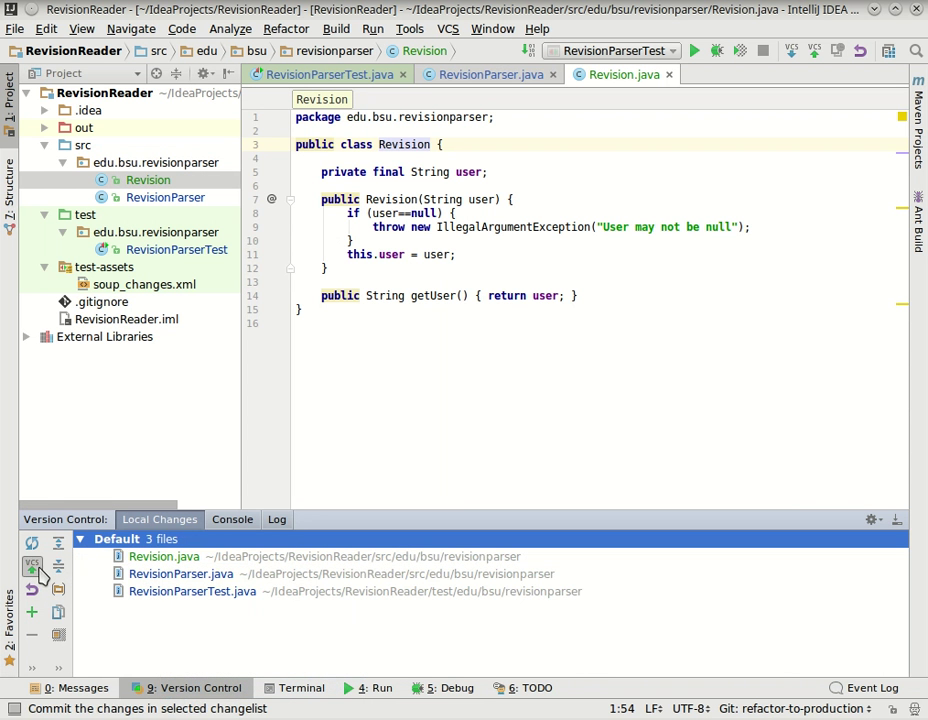 RevisionReader - [~/IdeaProjects/RevisionReader] - [RevisionReader] - ~/IdeaProjects/RevisionReader/src/edu/bsu/revisionparser/Revision.java - IntelliJ IDEA ...
File Edit View Navigate Code Analyze Refactor Build Run Tools VCS Window Help
RevisionReader src edu bsu revisionparser Revision RevisionParserTest VCS VCS
1: Project
7: Structure
2: Favorites
Project
RevisionReader ~/IdeaProjects/
.idea
out
src
edu.bsu.revisionparser
Revision
RevisionParser
test
edu.bsu.revisionparser
RevisionParserTest
test-assets
soup_changes.xml
.gitignore
RevisionReader.iml
External Libraries
RevisionParserTest.java RevisionParser.java Revision.java
Revision
1 package edu.bsu.revisionparser;
2
3 public class Revision {
4
5 private final String user;
6
7 public Revision(String user) {
8 if (user==null) {
9 throw new IllegalArgumentException("User may not be null");
10 }
11 this.user = user;
12 }
13
14 public String getUser() { return user; }
15 }
16
Maven Projects
Ant Build
Version Control: Local Changes Console Log
VCS
Default 3 files
Revision.java ~/IdeaProjects/RevisionReader/src/edu/bsu/revisionparser
RevisionParser.java ~/IdeaProjects/RevisionReader/src/edu/bsu/revisionparser
RevisionParserTest.java ~/IdeaProjects/RevisionReader/test/edu/bsu/revisionparser
0: Messages 9: Version Control Terminal 4: Run 5: Debug 6: TODO Event Log
Commit the changes in selected changelist 1:54 LF UTF-8 Git: refactor-to-production